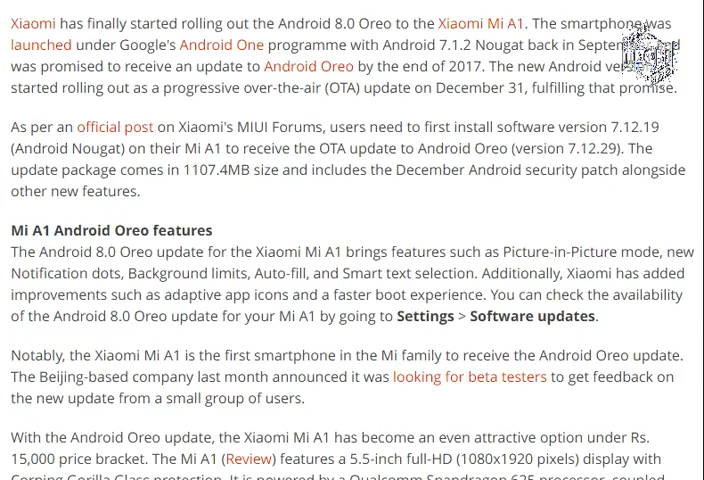 Xiaomi has finally started rolling out the Android 8.0 Oreo to the Xiaomi Mi A1. The smartphone was
launched under Google's Android One programme with Android 7.1.2 Nougat back in
was promised to receive an update to Android Oreo by the end of 2017. The new Android
started rolling out as a progressive over-the-air (OTA) update on December 31, fulfilling that promise.
As per an official post on Xiaomi's MIUI Forums, users need to first install software version 7.12.19
(Android Nougat) on their Mi A1 to receive the OTA update to Android Oreo (version 7.12.29). The
update package comes in 1107.4MB size and includes the December Android security patch alongside
other new features.
Mi A1 Android Oreo features
The Android 8.0 Oreo update for the Xiaomi Mi A1 brings features such as Picture-in-Picture mode, new
Notification dots, Background limits, Auto-fill, and Smart text selection. Additionally, Xiaomi has added
improvements such as adaptive app icons and a faster boot experience. You can check the availability
of the Android 8.0 Oreo update for your Mi A1 by going to Settings > Software updates.
Notably, the Xiaomi Mi A1 is the first smartphone in the Mi family to receive the Android Oreo update.
The Beijing-based company last month announced it was looking for beta testers to get feedback on
the new update from a small group of users.
With the Android Oreo update, the Xiaomi Mi A1 has become an even attractive option under Rs.
15,000 price bracket. The Mi A1 (Review) features a 5.5-inch full-HD (1080x1920 pixels) display with
Corning Gorilla Glass protection. It is powered by a Qualcomm Snapdragon 625 processor, coupled